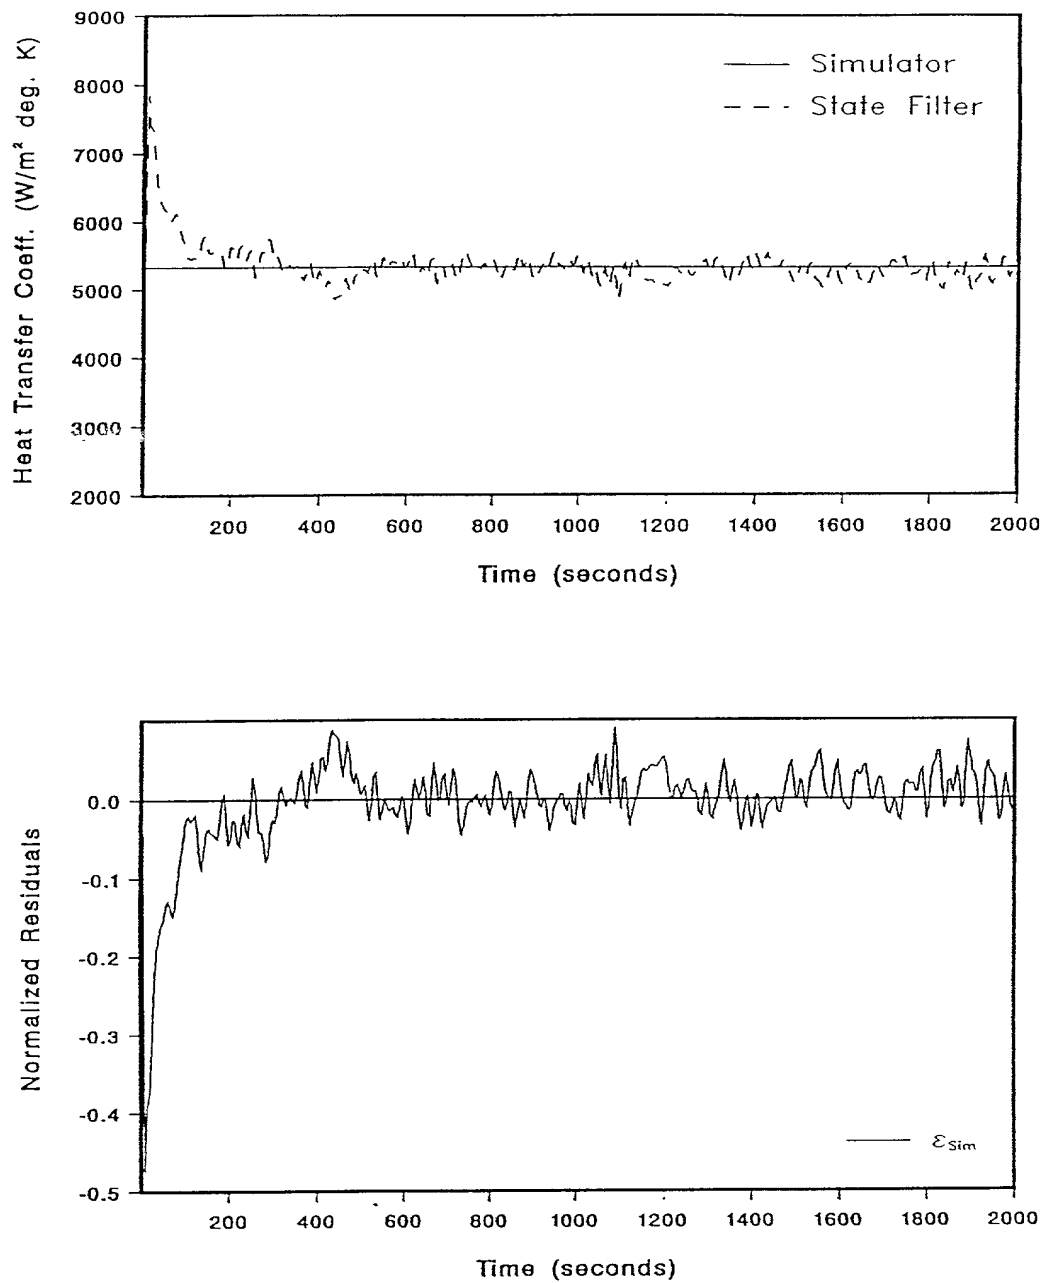 Heat Transfer Coeff. (W/m² deg. K)
9000
8000
7000
6000
5000
4000
3000
2000
Simulator
State Filter
200 400 600 800 1000 1200 1400 1600 1800 2000
Time (seconds)
Normalized Residuals
0.0
-0.1
-0.2
-0.3
-0.4
-0.5
εSim
200 400 600 800 1000 1200 1400 1600 1800 2000
Time (seconds)